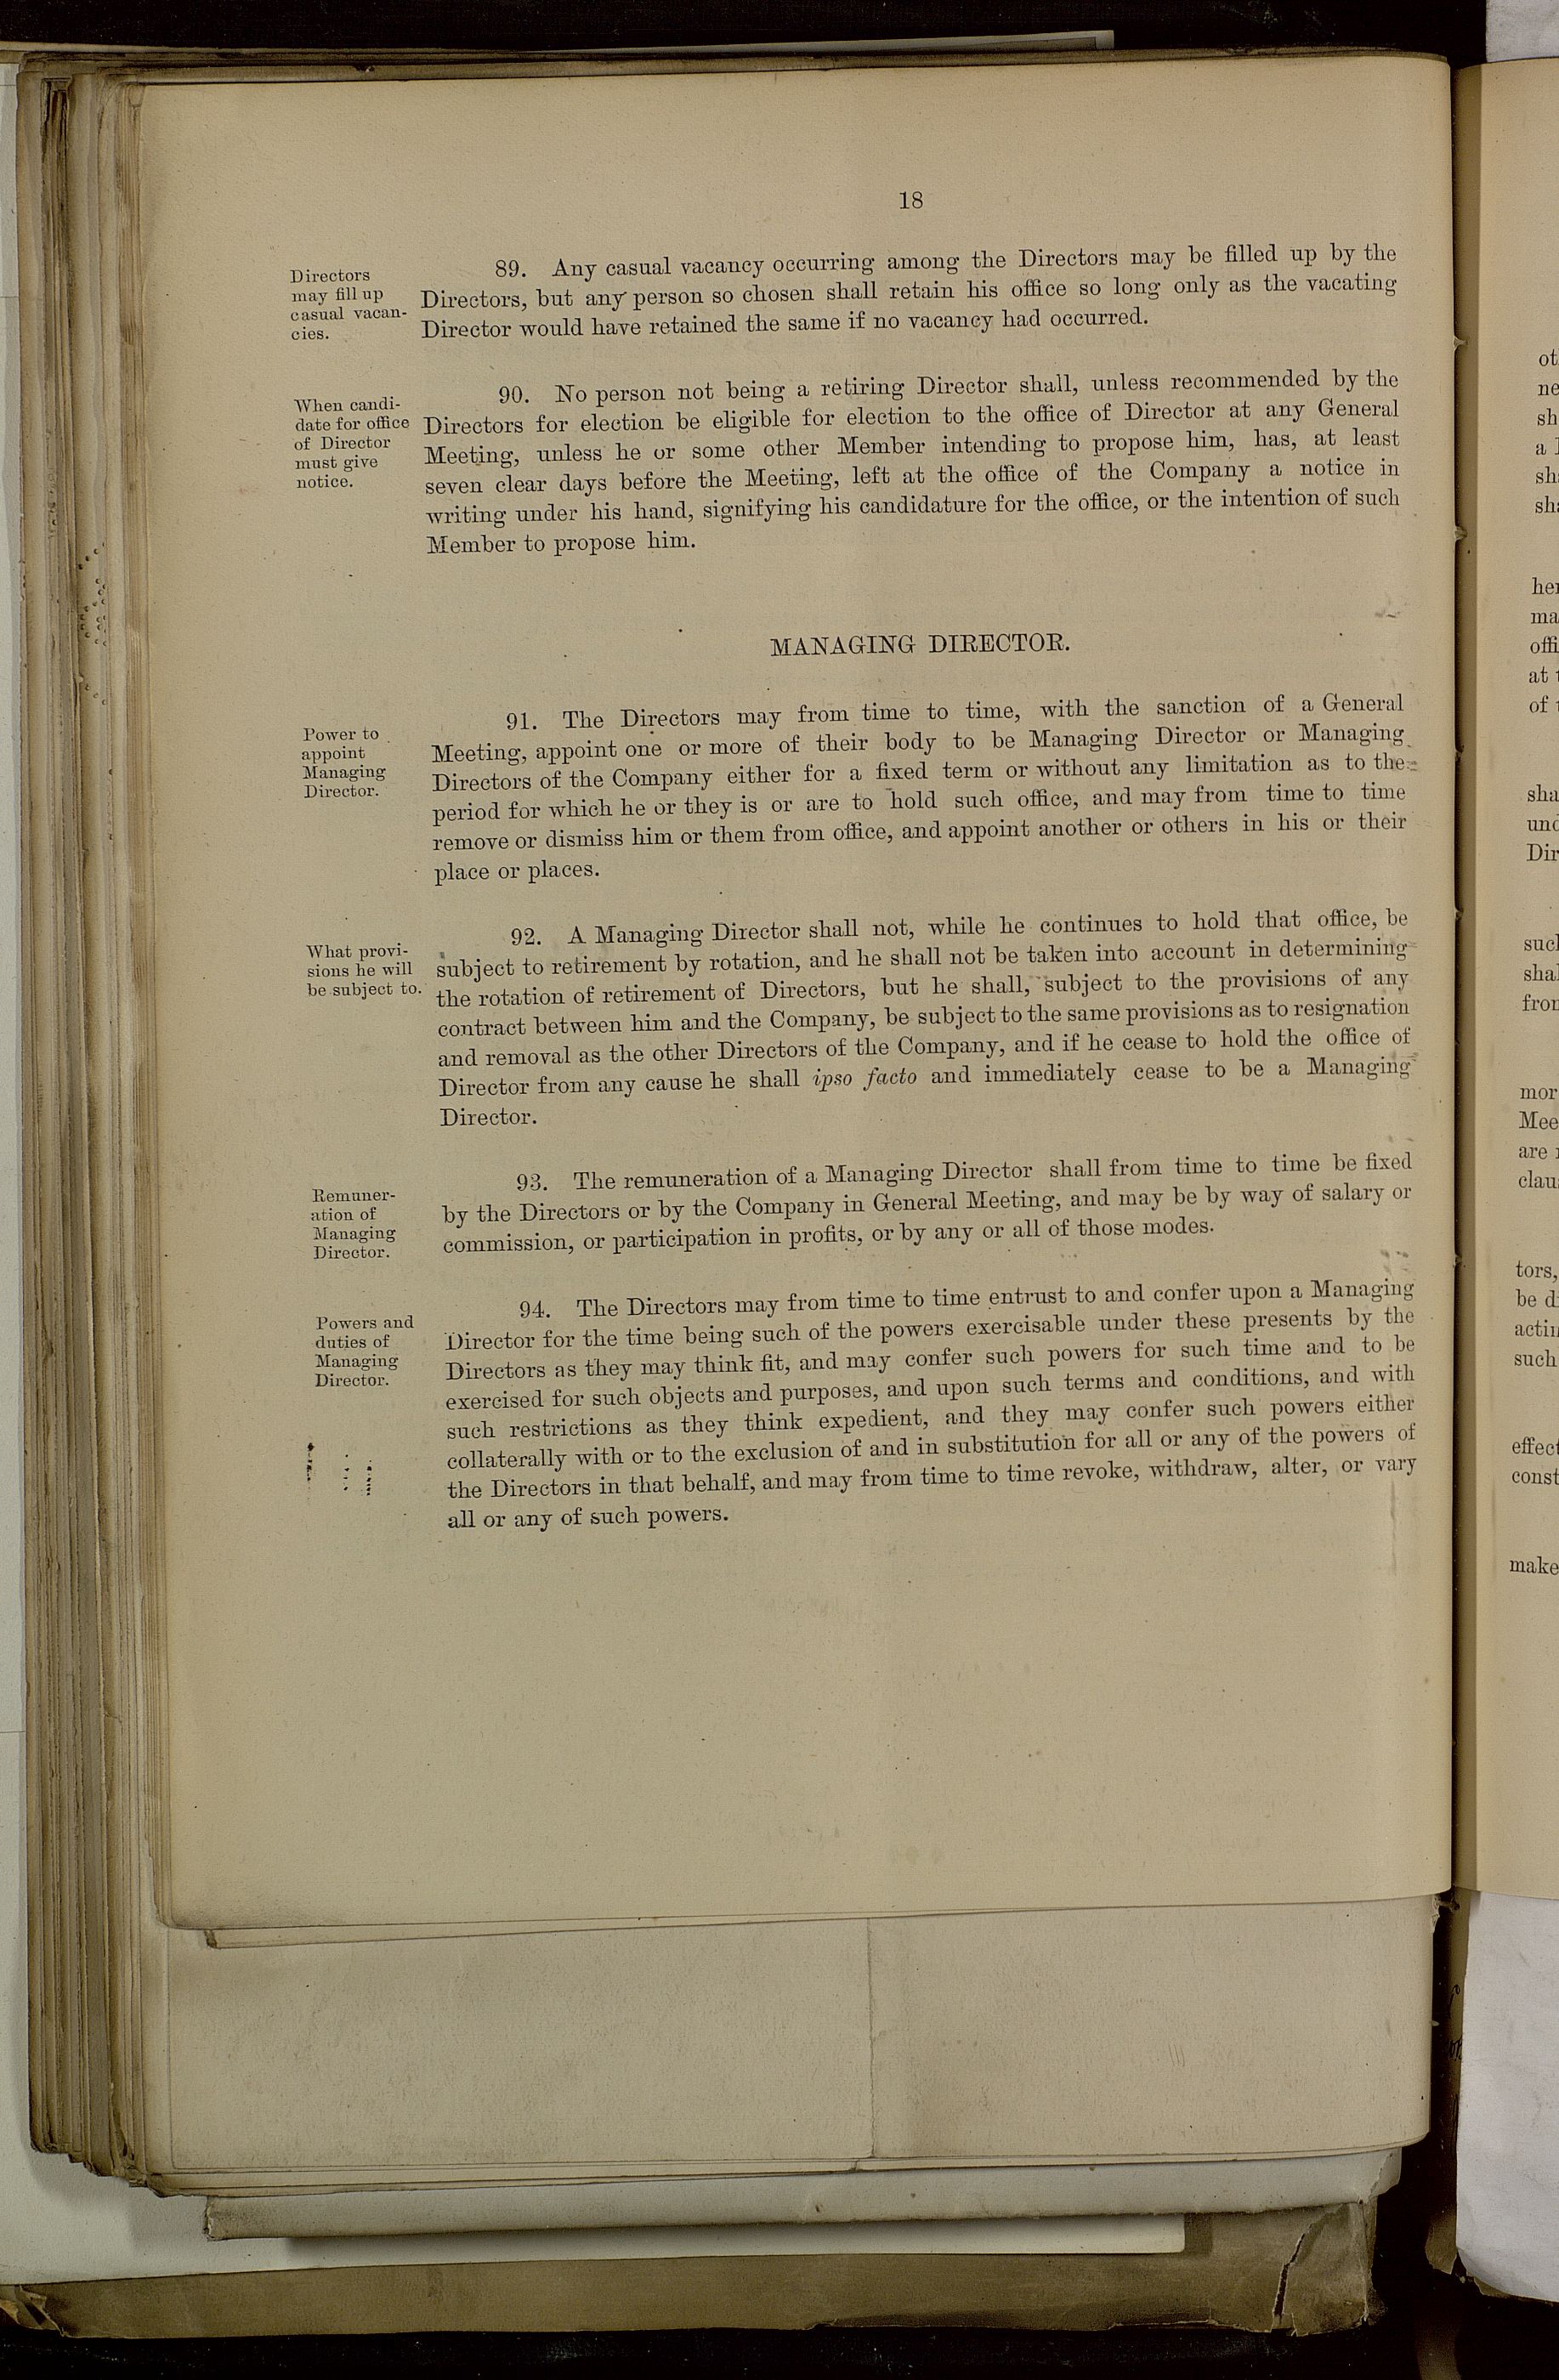 18
Directors
may fill up
casual vacan-
cies.
89. Any casual vacancy occurring among the Directors may be filled up by the
Directors, but any person so chosen shall retain his office so long only as the vacating
Director would have retained the same if no vacancy had occurred.
When candi-
date for office
of Director
must give
notice.
90. No person not being a retiring Director shall, unless recommended by the
Directors for election be eligible for election to the office of Director at any General
Meeting, unless he or some other Member intending to propose him, has, at least
seven clear days before the Meeting, left at the office of the Company a notice in
writing under his hand, signifying his candidature for the office, or the intention of such
Member to propose him.
MANAGING DIRECTOR.
Power to
appoint
Managing
Director.
91. The Directors may from time to time, with the sanction of a General
Meeting, appoint one or more of their body to be Managing Director or Managing
Directors of the Company either for a fixed term or without any limitation as to the
period for which he or they is or are to hold such office, and may from time to time
remove or dismiss him or them from office, and appoint another or others in his or their
place or places.
What provi-
sions he will
be subject to.
92. A Managing Director shall not, while he continues to hold that office, be
subject to retirement by rotation, and he shall not be taken into account in determining
the rotation of retirement of Directors, but he shall, subject to the provisions of any
contract between him and the Company, be subject to the same provisions as to resignation
and removal as the other Directors of the Company, and if he cease to hold the office of
Director from any cause he shall ipso facto and immediately cease to be a Managing
Director.
Remuner-
ation of
Managing
Director.
93. The remuneration of a Managing Director shall from time to time be fixed
by the Directors or by the Company in General Meeting, and may be by way of salary or
commission, or participation in profits, or by any or all of those modes.
Powers and
duties of
Managing
Director.
94. The Directors may from time to time entrust to and confer upon a Managing
Director for the time being such of the powers exercisable under these presents by the
Directors as they may think fit, and may confer such powers for such time and to be
exercised for such objects and purposes, and upon such terms and conditions, and with
such restrictions as they think expedient, and they may confer such powers either
collaterally with or to the exclusion of and in substitution for all or any of the powers of
the Directors in that behalf, and may from time to time revoke, withdraw, alter, or vary
all or any of such powers.